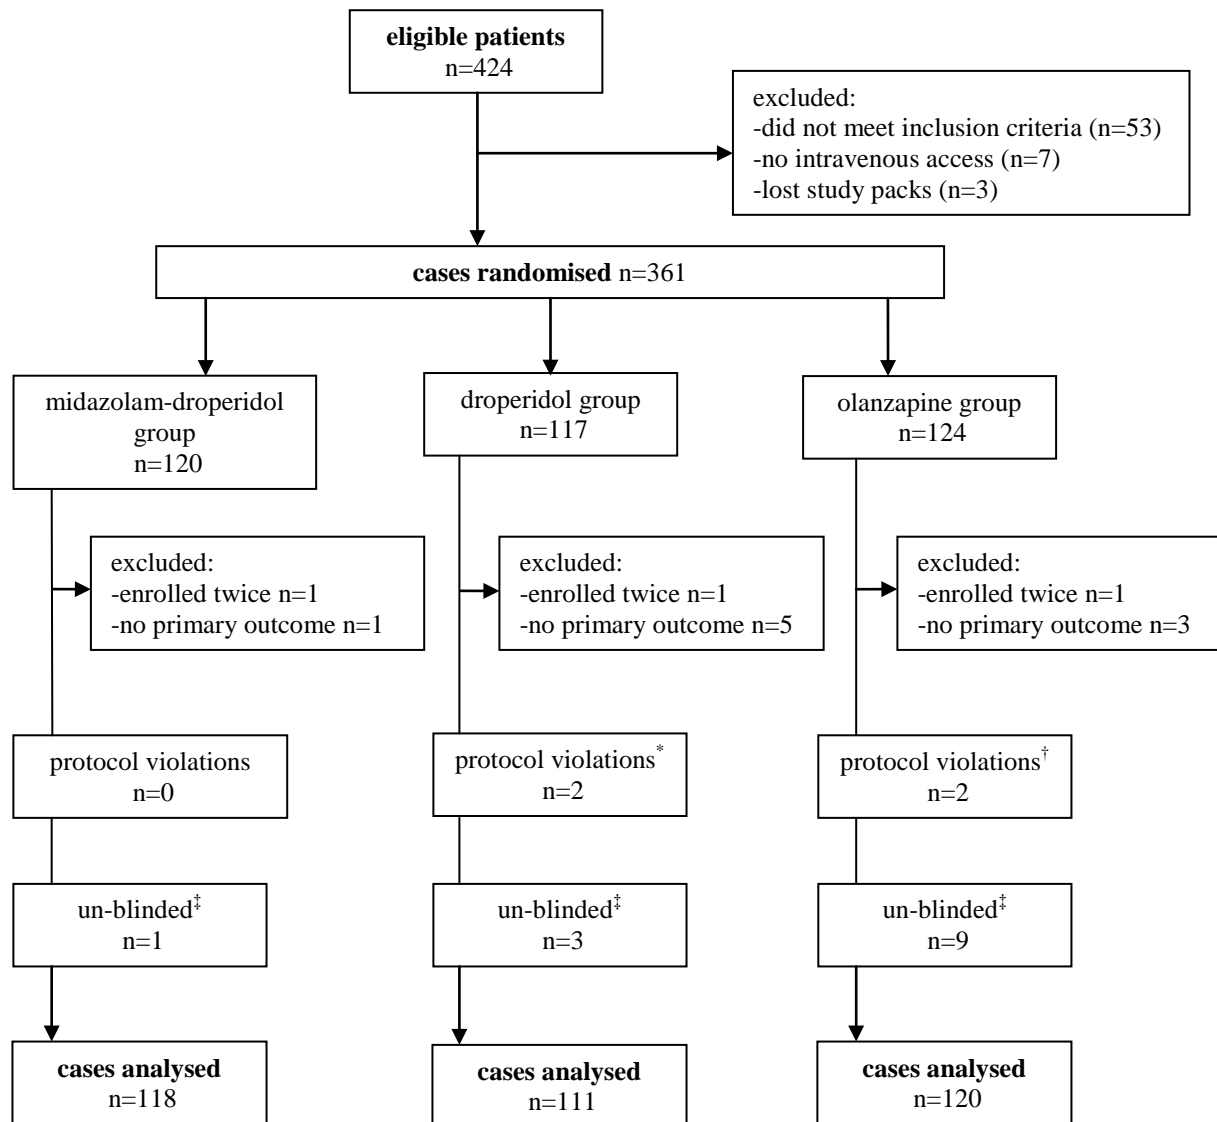 eligible patients
n=424
excluded:
-did not meet inclusion criteria (n=53)
-no intravenous access (n=7)
-lost study packs (n=3)
cases randomised n=361
midazolam-droperidol
group
n=120
droperidol group
n=117
olanzapine group
n=124
excluded:
-enrolled twice n=1
-no primary outcome n=1
excluded:
-enrolled twice n=1
-no primary outcome n=5
excluded:
-enrolled twice n=1
-no primary outcome n=3
protocol violations
n=0
protocol violations*
n=2
protocol violations†
n=2
un-blinded‡
n=1
un-blinded‡
n=3
un-blinded‡
n=9
cases analysed
n=118
cases analysed
n=111
cases analysed
n=120